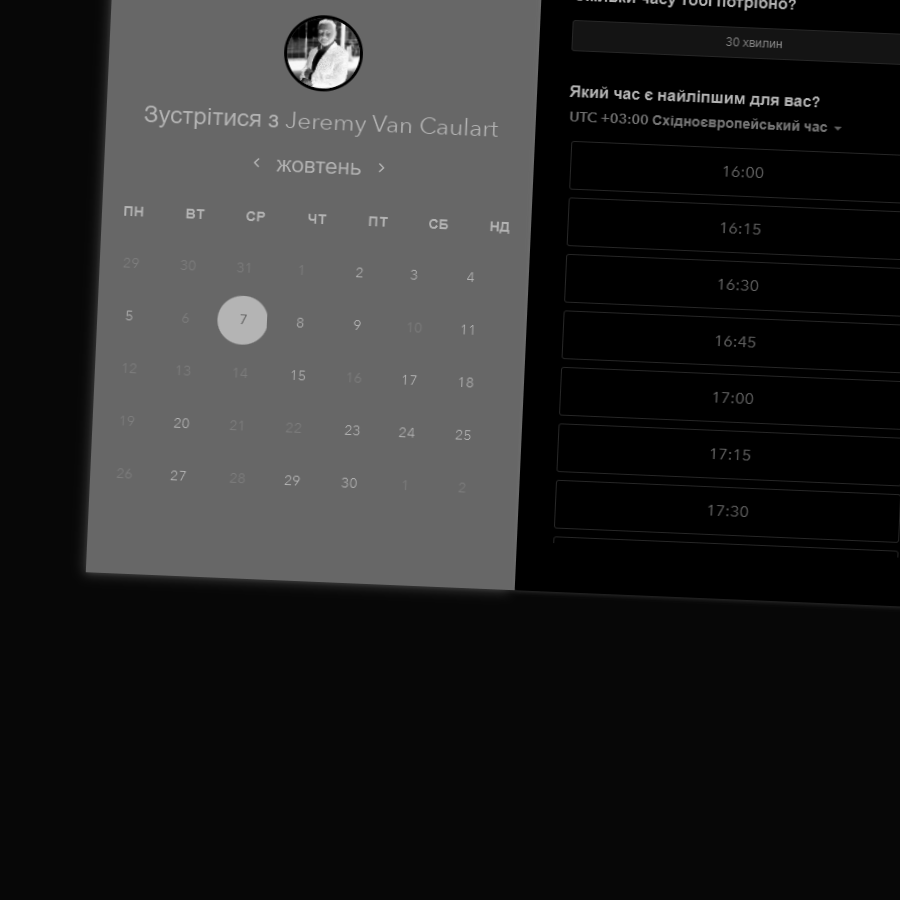 Зустрітися з Jeremy Van Caulart
‹ жовтень ›
ПН ВТ СР ЧТ ПТ СБ НД
29 30 31 1 2 3 4
5 6 7 8 9 10 11
12 13 14 15 16 17 18
19 20 21 22 23 24 25
26 27 28 29 30 1 2
часу тобі потрібно?
30 хвилин
Який час є найліпшим для вас?
UTC +03:00 Східноєвропейський час
16:00
16:15
16:30
16:45
17:00
17:15
17:30